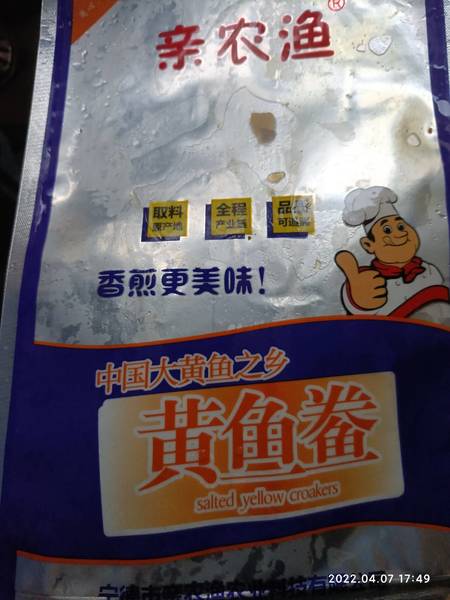 亲农渔®
取料
原产地
全程
产业链
品质
可追溯
香煎更美味!
中国大黄鱼之乡
黄鱼鲞
salted yellow croakers
2022.04.07 17:49